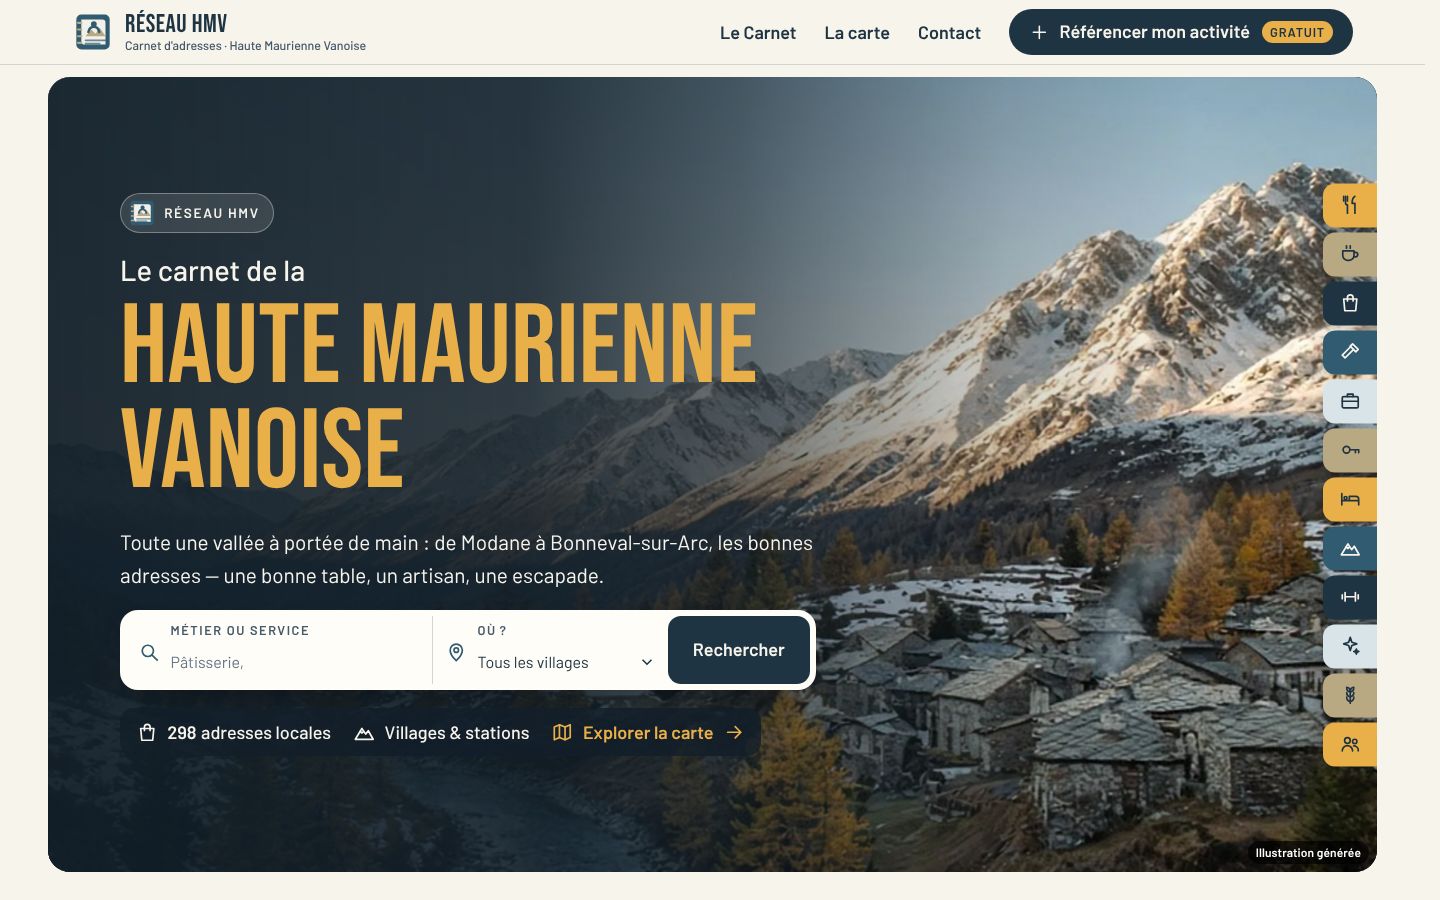 RÉSEAU HMV
Carnet d'adresses · Haute Maurienne Vanoise
Le Carnet
La carte
Contact
Référencer mon activité
GRATUIT
RÉSEAU HMV
Le carnet de la
HAUTE MAURIENNE
VANOISE
Toute une vallée à portée de main : de Modane à Bonneval-sur-Arc, les bonnes
adresses — une bonne table, un artisan, une escapade.
MÉTIER OU SERVICE
Pâtisserie,
OÙ ?
Tous les villages
Rechercher
298 adresses locales
Villages & stations
Explorer la carte
Illustration générée